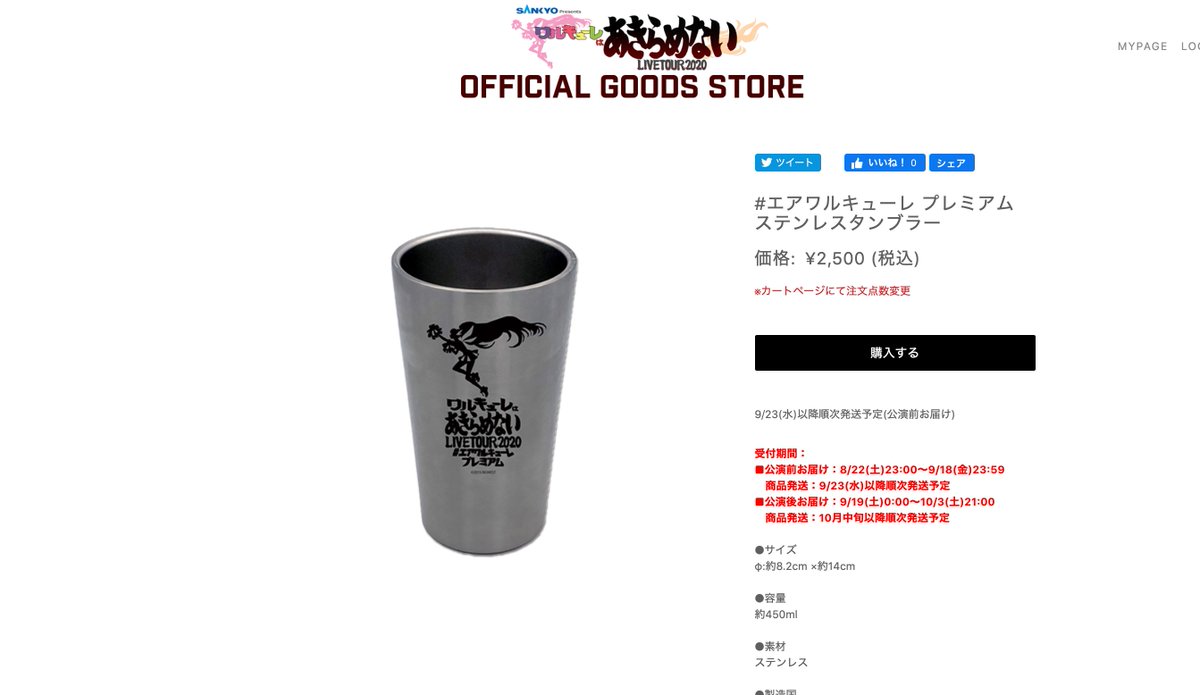 SANKYO Presents
ワルキューレは
あきらめない
LIVETOUR2020
OFFICIAL GOODS STORE
MYPAGE
ツイート
いいね！ 0
シェア
#エアワルキューレ プレミアム
ステンレスタンブラー
価格: ¥2,500 (税込)
※カートページにて注文点数変更
購入する
9/23(水)以降順次発送予定(公演前お届け)
受付期間：
■公演前お届け：8/22(土)23:00〜9/18(金)23:59
商品発送：9/23(水)以降順次発送予定
■公演後お届け：9/19(土)0:00〜10/3(土)21:00
商品発送：10月中旬以降順次発送予定
●サイズ
φ:約8.2cm ×約14cm
●容量
約450ml
●素材
ステンレス
ワルキューレは
あきらめない
LIVETOUR2020
#エアワルキューレ
プレミアム